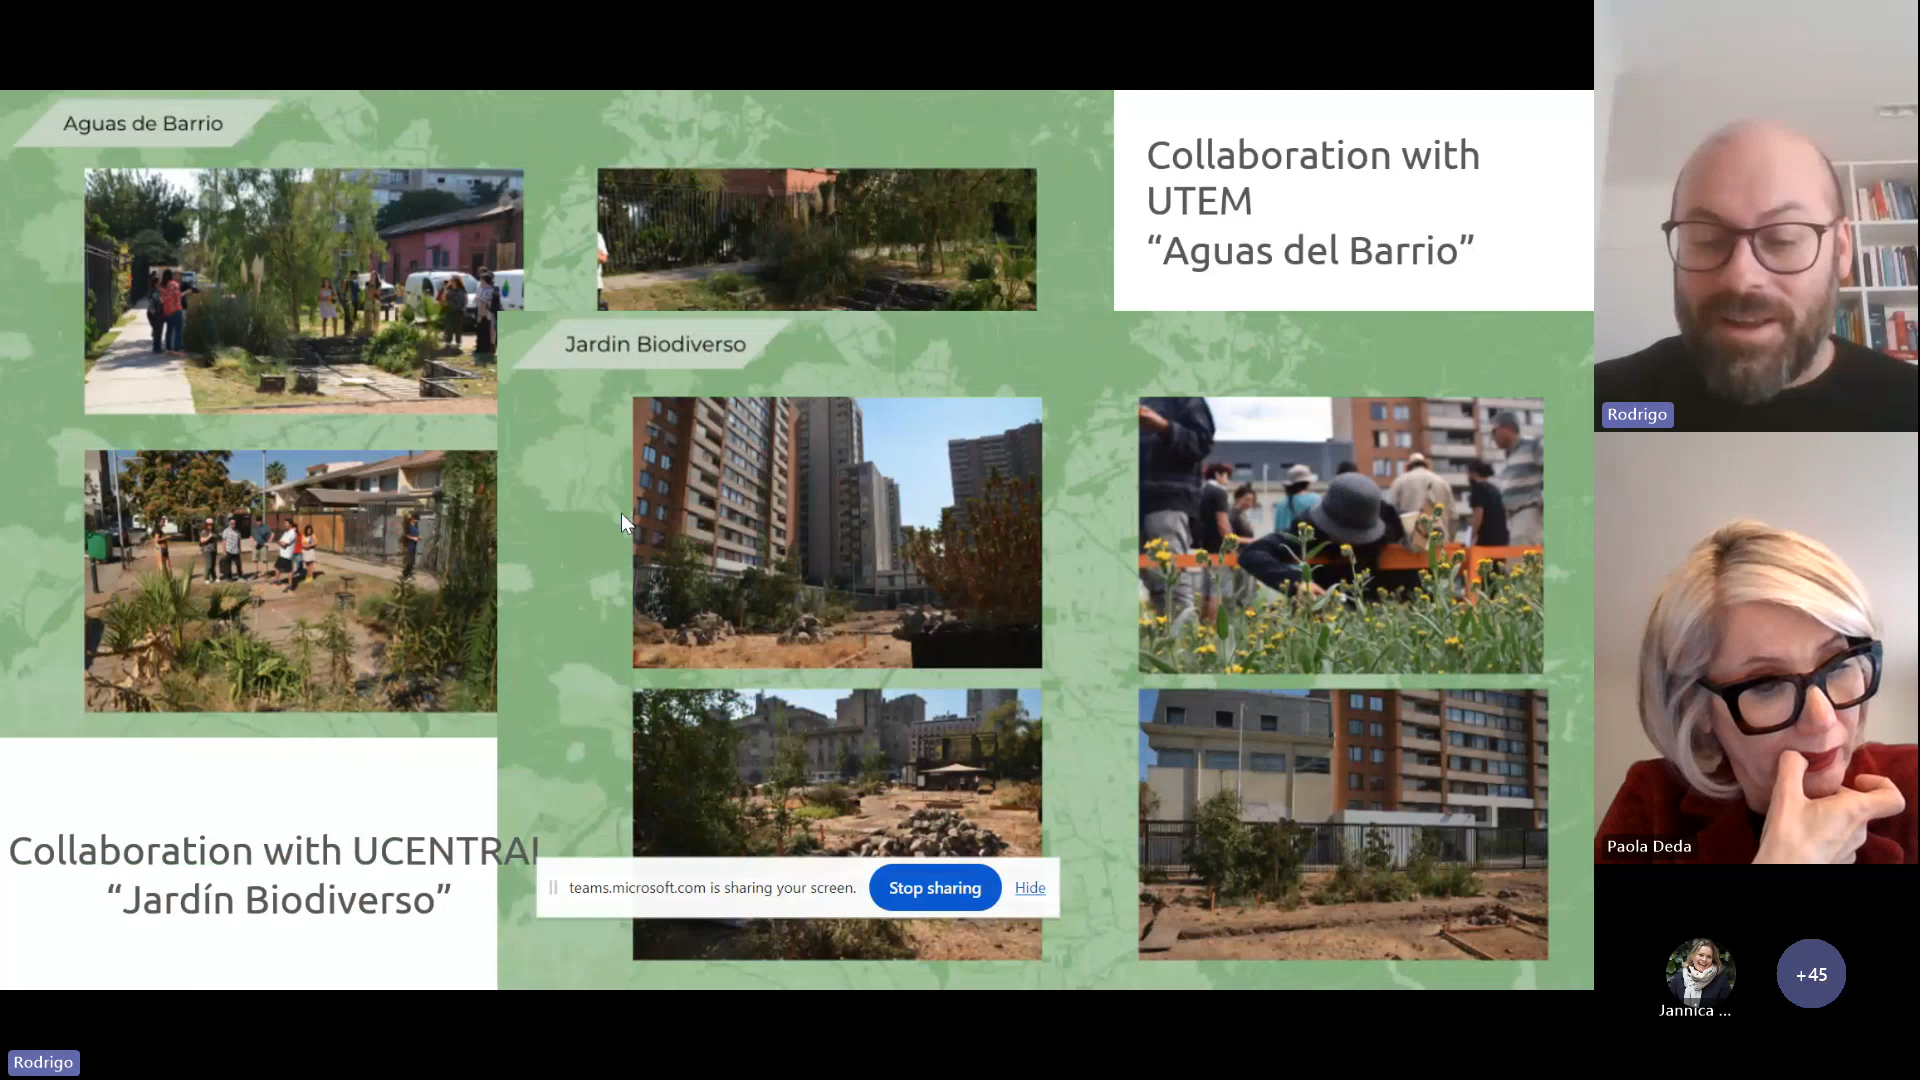 Aguas de Barrio
Collaboration with
UTEM
“Aguas del Barrio”
Jardin Biodiverso
Collaboration with UCENTRAL
“Jardín Biodiverso”
teams.microsoft.com is sharing your screen.
Stop sharing
Hide
Rodrigo
Paola Deda
Jannica ...
+45
Rodrigo